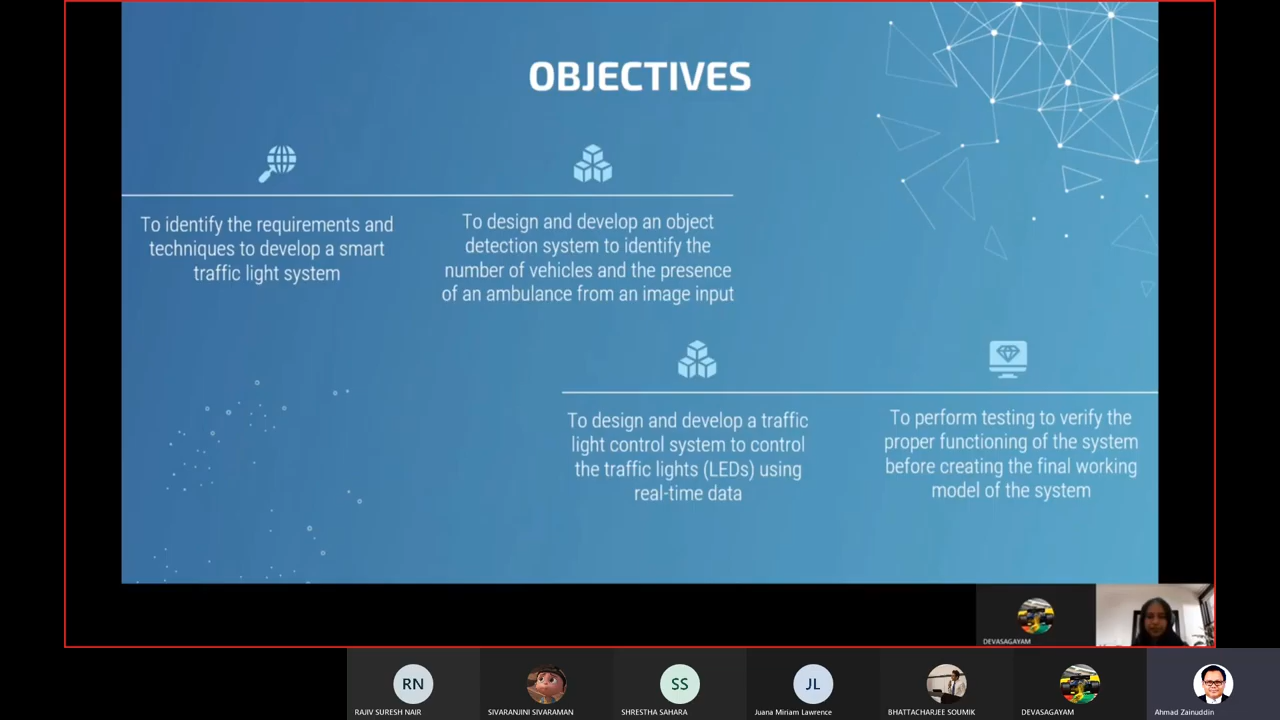 OBJECTIVES
To identify the requirements and
techniques to develop a smart
traffic light system
To design and develop an object
detection system to identify the
number of vehicles and the presence
of an ambulance from an image input
To design and develop a traffic
light control system to control
the traffic lights (LEDs) using
real-time data
To perform testing to verify the
proper functioning of the system
before creating the final working
model of the system
DEVASAGAYAM
RN
RAJIV SURESH NAIR
SIVARANJINI SIVARAMAN
SS
SHRESTHA SAHARA
JL
Juana Miriam Lawrence
BHATTACHARJEE SOUMIK
DEVASAGAYAM
Ahmad Zainuddin